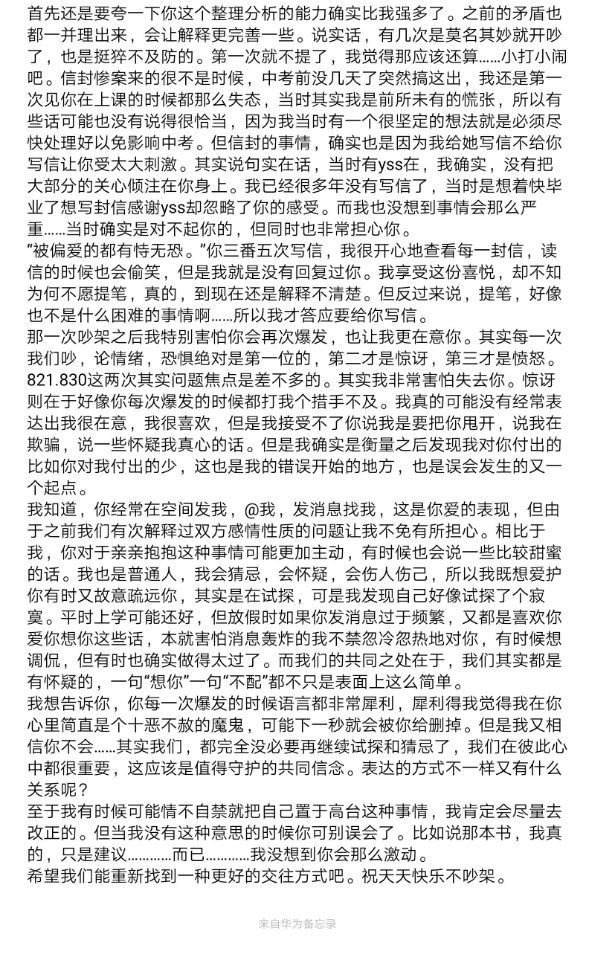 首先还是要夸一下你这个整理分析的能力确实比我强多了。之前的矛盾也
都一并理出来，会让解释更完善一些。说实话，有几次是莫名其妙就开吵
了，也是挺猝不及防的。第一次就不提了，我觉得那应该还算……小打小闹
吧。信封惨案来的很不是时候，中考前没几天了突然搞这出，我还是第一
次见你在上课的时候都那么失态，当时其实我是前所未有的慌张，所以有
些话可能也没有说得很恰当，因为我当时有一个很坚定的想法就是必须尽
快处理好以免影响中考。但信封的事情，确实也是因为我给她写信不给你
写信让你受太大刺激。其实说句实在话，当时有yss在，我确实，没有把
大部分的关心倾注在你身上。我已经很多年没有写信了，当时是想着快毕
业了想写封信感谢yss却忽略了你的感受。而我也没想到事情会那么严
重……当时确实是对不起你的，但同时也非常担心你。
“被偏爱的都有恃无恐。”你三番五次写信，我很开心地查看每一封信，读
信的时候也会偷笑，但是我就是没有回复过你。我享受这份喜悦，却不知
为何不愿提笔，真的，到现在还是解释不清楚。但反过来说，提笔，好像
也不是什么困难的事情啊……所以我才答应要给你写信。
那一次吵架之后我特别害怕你会再次爆发，也让我更在意你。其实每一次
我们吵，论情绪，恐惧绝对是第一位的，第二才是惊讶，第三才是愤怒。
821.830这两次其实问题焦点是差不多的。其实我非常害怕失去你。惊讶
则在于好像你每次爆发的时候都打我个措手不及。我真的可能没有经常表
达出我很在意，我很喜欢，但是我接受不了你说我是要把你甩开，说我在
欺骗，说一些怀疑我真心的话。但是我确实是衡量之后发现我对你付出的
比如你对我付出的少，这也是我的错误开始的地方，也是误会发生的又一
个起点。
我知道，你经常在空间发我，@我，发消息找我，这是你爱的表现，但由
于之前我们有次解释过双方感情性质的问题让我不免有所担心。相比于
我，你对于亲亲抱抱这种事情可能更加主动，有时候也会说一些比较甜蜜
的话。我也是普通人，我会猜忌，会怀疑，会伤人伤己，所以我既想爱护
你有时又故意疏远你，其实是在试探，可是我发现自己好像试探了个寂
寞。平时上学可能还好，但放假时如果你发消息过于频繁，又都是喜欢你
爱你想你这些话，本就害怕消息轰炸的我不禁忽冷忽热地对你，有时候想
调侃，但有时也确实做得太过了。而我们的共同之处在于，我们其实都是
有怀疑的，一句“想你”一句“不配”都不只是表面上这么简单。
我想告诉你，你每一次爆发的时候语言都非常犀利，犀利得我觉得我在你
心里简直是个十恶不赦的魔鬼，可能下一秒就会被你给删掉。但是我又相
信你不会……其实我们，都完全没必要再继续试探和猜忌了，我们在彼此心
中都很重要，这应该是值得守护的共同信念。表达的方式不一样又有什么
关系呢？
至于我有时候可能情不自禁就把自己置于高台这种事情，我肯定会尽量去
改正的。但当我没有这种意思的时候你可别误会了。比如说那本书，我真
的，只是建议…………而已…………我没想到你会那么激动。
希望我们能重新找到一种更好的交往方式吧。祝天天快乐不吵架。
来自华为备忘录